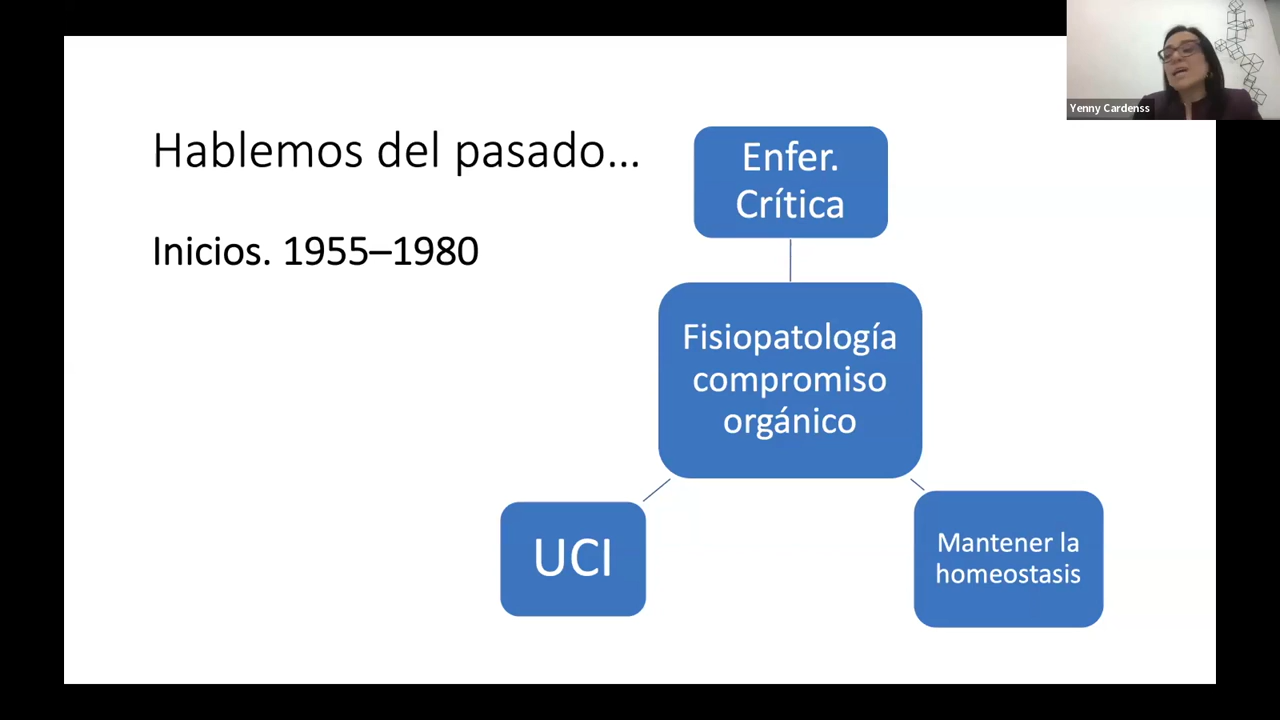 Hablemos del pasado...
Inicios. 1955–1980
Enfer.
Crítica
Fisiopatología
compromiso
orgánico
UCI
Mantener la
homeostasis
Yenny Cardenss